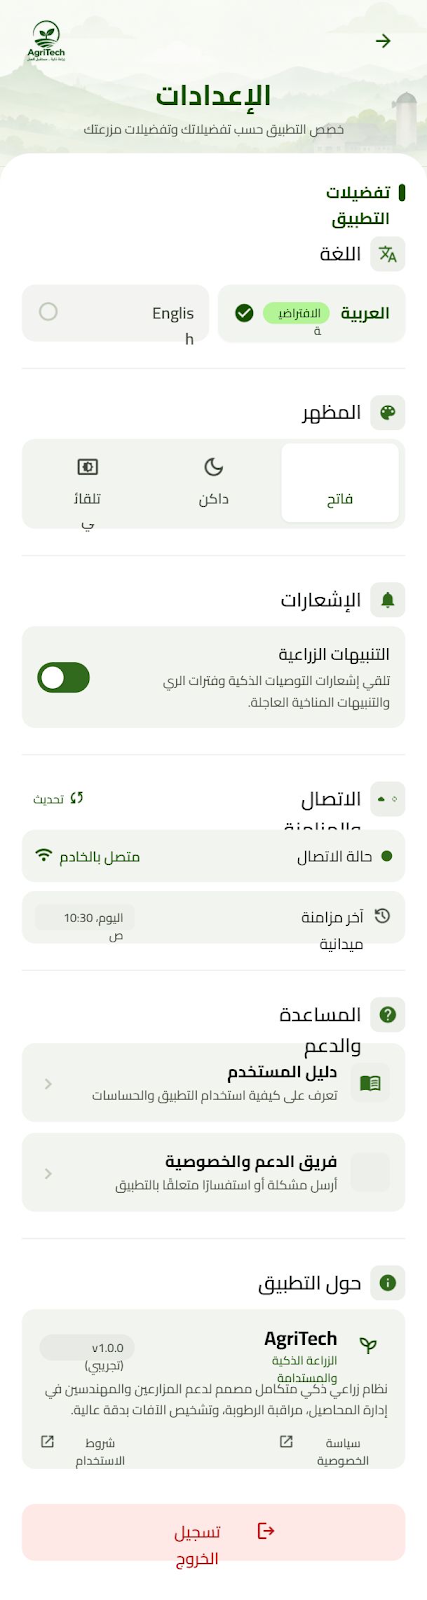 AgriTech
الإعدادات
خصص التطبيق حسب تفضيلاتك وتفضيلات مزرعتك
تفضيلات
التطبيق
اللغة
العربية
الافتراضي
ة
Englis
h
المظهر
فاتح
داكن
تلقائ
ي
الإشعارات
التنبيهات الزراعية
تلقي إشعارات التوصيات الذكية وفترات الري
والتنبيهات المناخية العاجلة.
الاتصال
والمزامنة
تحديث
حالة الاتصال
متصل بالخادم
آخر مزامنة
ميدانية
اليوم، 10:30
ص
المساعدة
والدعم
دليل المستخدم
تعرف على كيفية استخدام التطبيق والحساسات
فريق الدعم والخصوصية
أرسل مشكلة أو استفسارًا متعلقًا بالتطبيق
حول التطبيق
AgriTech
الزراعة الذكية
والمستدامة
v1.0.0
(تجريبي)
نظام زراعي ذكي متكامل مصمم لدعم المزارعين والمهندسين في
إدارة المحاصيل، مراقبة الرطوبة، وتشخيص الآفات بدقة عالية.
سياسة
الخصوصية
شروط
الاستخدام
تسجيل
الخروج